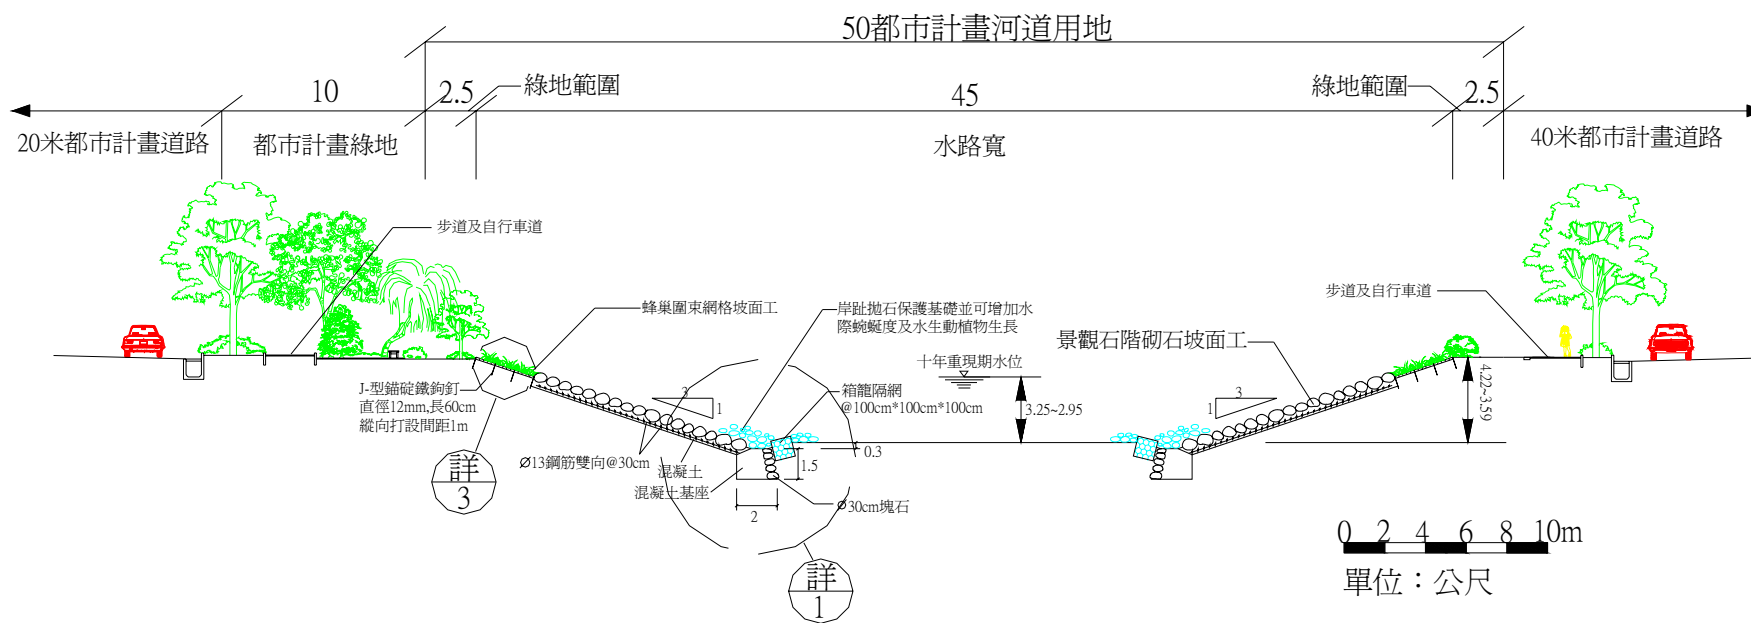 50都市計畫河道用地
10
2.5
綠地範圍
45
綠地範圍
2.5
20米都市計畫道路
都市計畫綠地
水路寬
40米都市計畫道路
步道及自行車道
蜂巢圍束網格坡面工
岸趾拋石保護基礎並可增加水
際蜿蜒度及水生動植物生長
景觀石階砌石坡面工
步道及自行車道
十年重現期水位
J-型錨碇鐵鉤釘
直徑12mm,長60cm
縱向打設間距1m
3
1
箱籠隔網
@100cm*100cm*100cm
3.25~2.95
3
1
4.22~3.59
0.3
1.5
Ø13鋼筋雙向@30cm
混凝土
混凝土基座
2
Ø30cm塊石
詳
3
詳
1
0 2 4 6 8 10m
單位：公尺